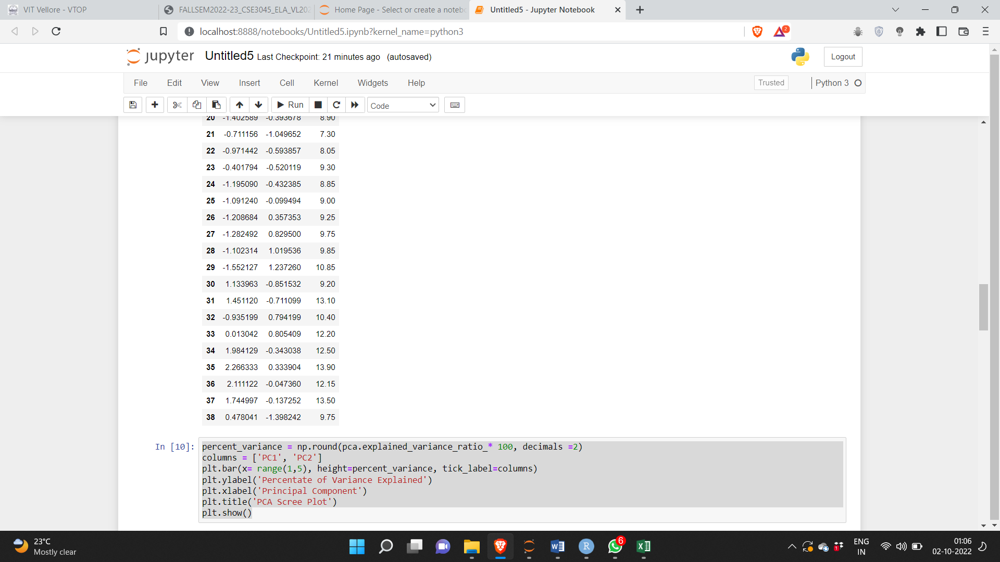 VIT Vellore - VTOP
FALLSEM2022-23_CSE3045_ELA_VL202
Home Page - Select or create a notebo
Untitled5 - Jupyter Notebook
localhost:8888/notebooks/Untitled5.ipynb?kernel_name=python3
2
jupyter Untitled5 Last Checkpoint: 21 minutes ago (autosaved)
Logout
File Edit View Insert Cell Kernel Widgets Help
Trusted
Python 3
Run
Code
20 -1.402589 -0.393678 8.90
21 -0.711156 -1.049652 7.30
22 -0.971442 -0.593857 8.05
23 -0.401794 -0.520119 9.30
24 -1.195090 -0.432385 8.85
25 -1.091240 -0.099494 9.00
26 -1.208684 0.357353 9.25
27 -1.282492 0.829500 9.75
28 -1.102314 1.019536 9.85
29 -1.552127 1.237260 10.85
30 1.133963 -0.851532 9.20
31 1.451120 -0.711099 13.10
32 -0.935199 0.794199 10.40
33 0.013042 0.805409 12.20
34 1.984129 -0.343038 12.50
35 2.266333 0.333904 13.90
36 2.111122 -0.047360 12.15
37 1.744997 -0.137252 13.50
38 0.478041 -1.398242 9.75
In [10]: percent_variance = np.round(pca.explained_variance_ratio_* 100, decimals =2)
columns = ['PC1', 'PC2']
plt.bar(x= range(1,5), height=percent_variance, tick_label=columns)
plt.ylabel('Percentate of Variance Explained')
plt.xlabel('Principal Component')
plt.title('PCA Scree Plot')
plt.show()
23°C
Mostly clear
6
1
ENG
IN
01:06
02-10-2022